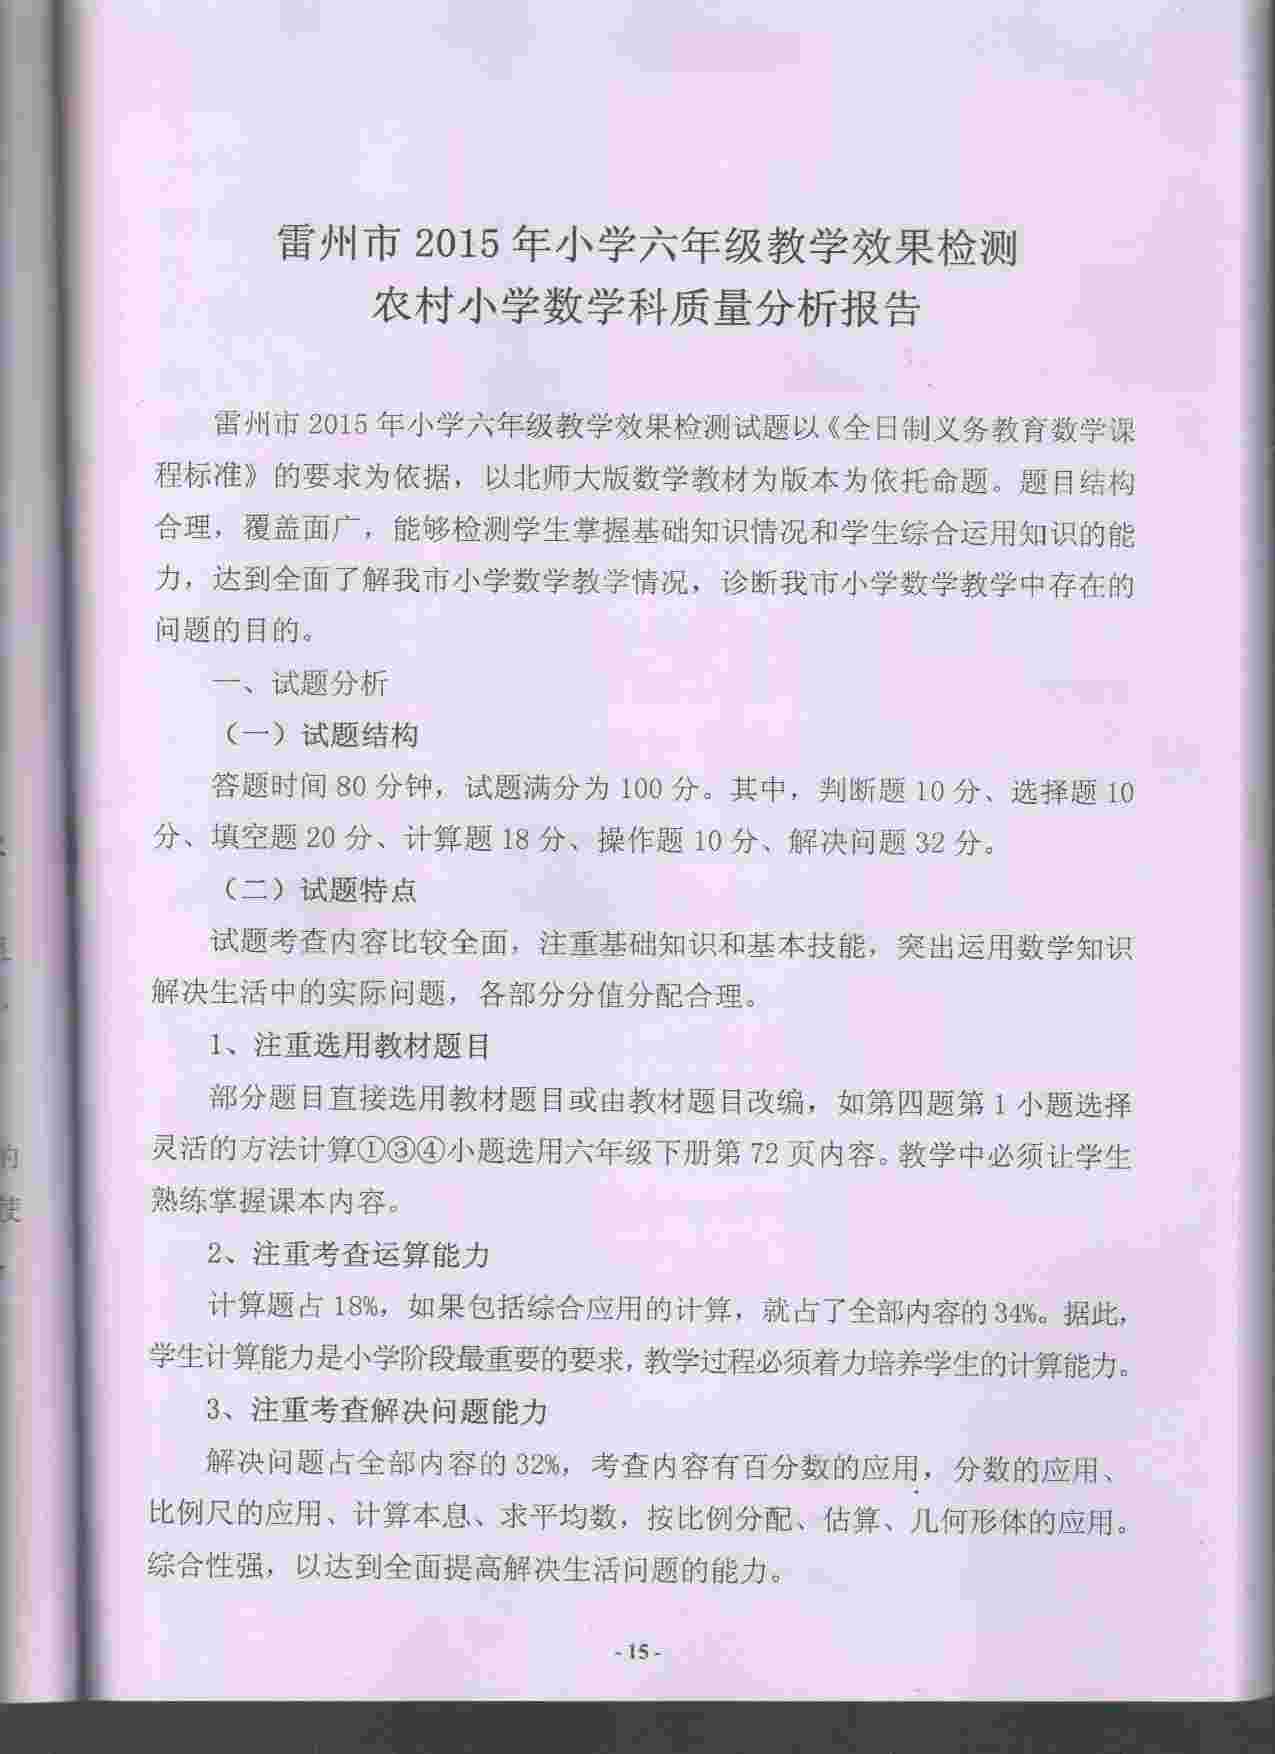 雷州市 2015 年小学六年级教学效果检测
农村小学数学科质量分析报告
雷州市 2015 年小学六年级教学效果检测试题以《全日制义务教育数学课
程标准》的要求为依据，以北师大版数学教材为版本为依托命题。题目结构
合理，覆盖面广，能够检测学生掌握基础知识情况和学生综合运用知识的能
力，达到全面了解我市小学数学教学情况，诊断我市小学数学教学中存在的
问题的目的。
一、试题分析
（一）试题结构
答题时间 80 分钟，试题满分为 100 分。其中，判断题 10 分、选择题 10
分、填空题 20 分、计算题 18 分、操作题 10 分、解决问题 32 分。
（二）试题特点
试题考查内容比较全面，注重基础知识和基本技能，突出运用数学知识
解决生活中的实际问题，各部分分值分配合理。
1、注重选用教材题目
部分题目直接选用教材题目或由教材题目改编，如第四题第 1 小题选择
灵活的方法计算①③④小题选用六年级下册第 72 页内容。教学中必须让学生
熟练掌握课本内容。
2、注重考查运算能力
计算题占 18%，如果包括综合应用的计算，就占了全部内容的 34%。据此，
学生计算能力是小学阶段最重要的要求，教学过程必须着力培养学生的计算能力。
3、注重考查解决问题能力
解决问题占全部内容的 32%，考查内容有百分数的应用，分数的应用、
比例尺的应用、计算本息、求平均数，按比例分配、估算、几何形体的应用。
综合性强，以达到全面提高解决生活问题的能力。
- 15 -